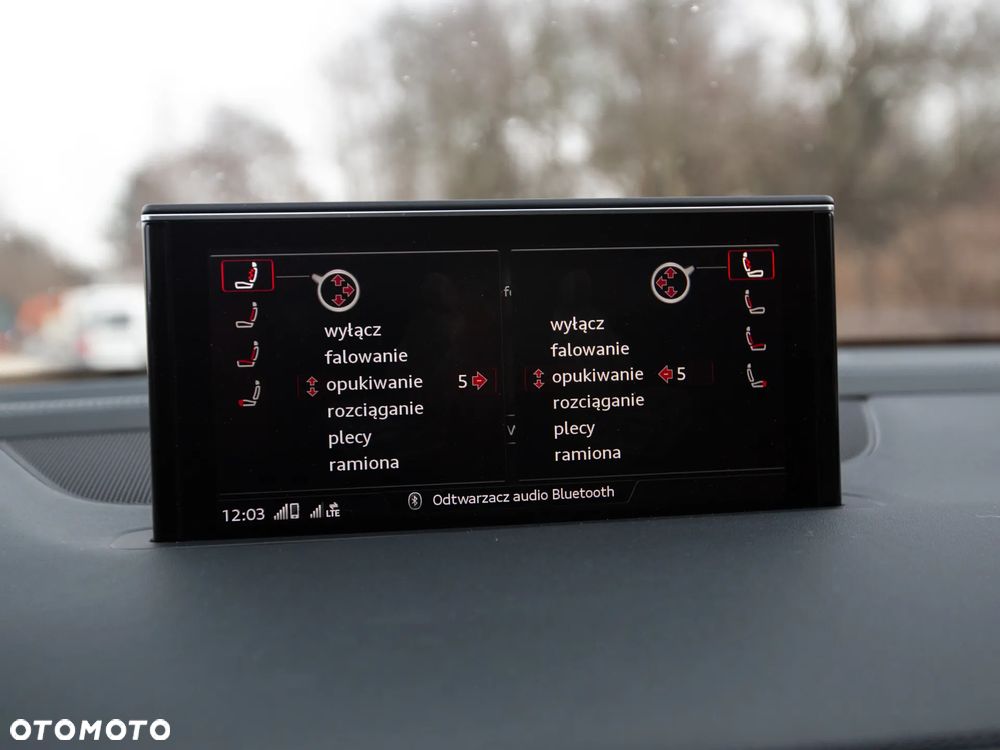 wyłącz
falowanie
opukiwanie 5
rozciąganie
plecy
ramiona
wyłącz
falowanie
opukiwanie 5
rozciąganie
plecy
ramiona
12:03 LTE Odtwarzacz audio Bluetooth
OTOMOTO